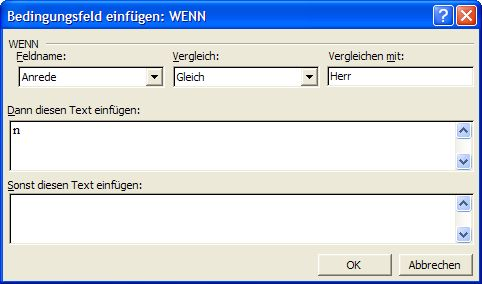 Bedingungsfeld einfügen: WENN
WENN
Feldname: Vergleich: Vergleichen mit:
Anrede Gleich Herr
Dann diesen Text einfügen:
n
Sonst diesen Text einfügen:
OK Abbrechen